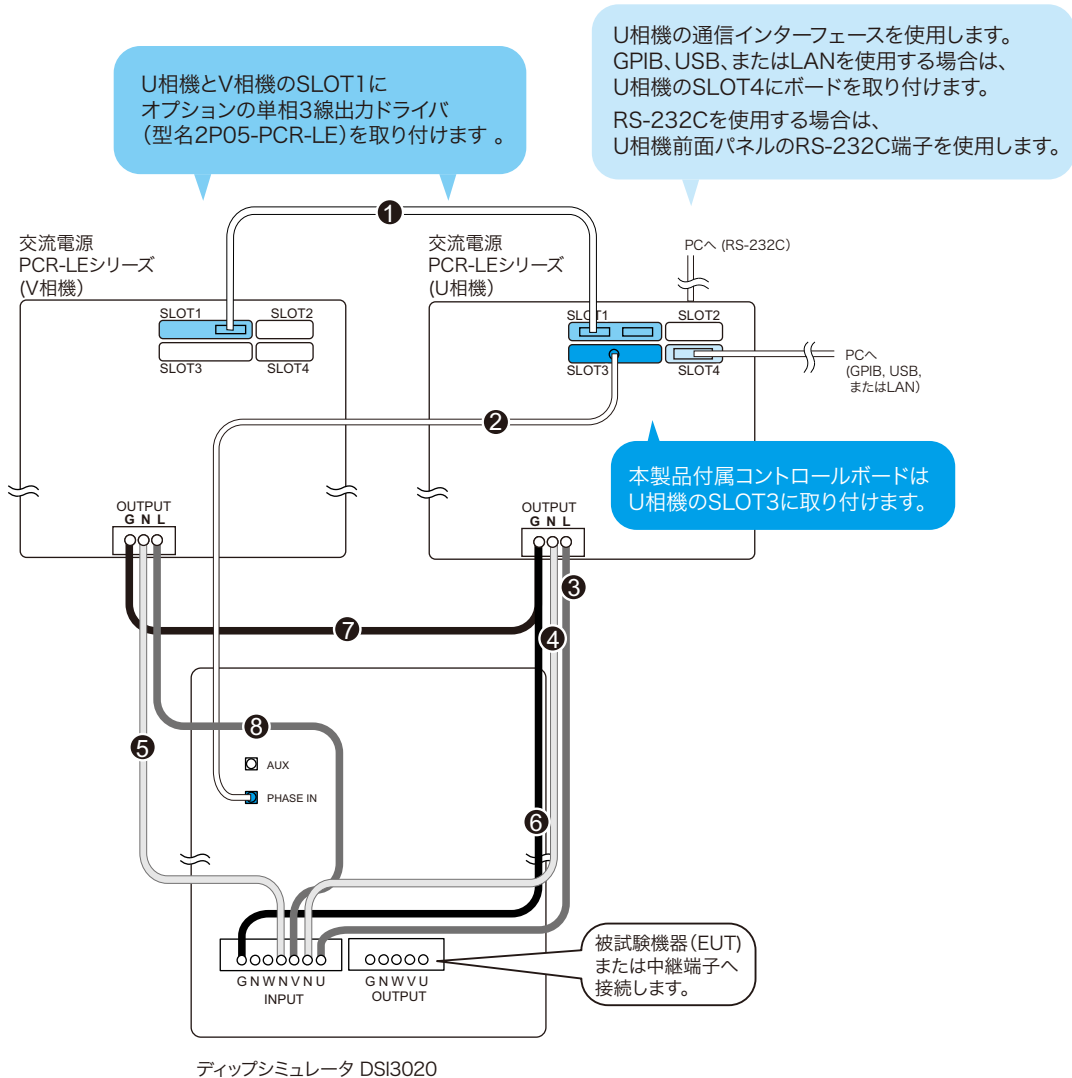 U相機の通信インターフェースを使用します。
GPIB、USB、またはLANを使用する場合は、
U相機のSLOT4にボードを取り付けます。
RS-232Cを使用する場合は、
U相機前面パネルのRS-232C端子を使用します。
U相機とV相機のSLOT1に
オプションの単相3線出力ドライバ
（型名2P05-PCR-LE）を取り付けます 。
❶
交流電源
PCR-LEシリーズ
(V相機）
交流電源
PCR-LEシリーズ
(U相機）
PCへ (RS-232C）
SLOT1
SLOT2
SLOT3
SLOT4
SLOT1
SLOT2
SLOT3
SLOT4
PCへ
(GPIB, USB,
またはLAN）
❷
本製品付属コントロールボードは
U相機のSLOT3に取り付けます。
OUTPUT
G N L
OUTPUT
G N L
❸
❼
❹
❽
❺
AUX
PHASE IN
❻
被試験機器（EUT)
または中継端子へ
接続します。
G N W N V N U
INPUT
G N W V U
OUTPUT
ディップシミュレータ DSI3020